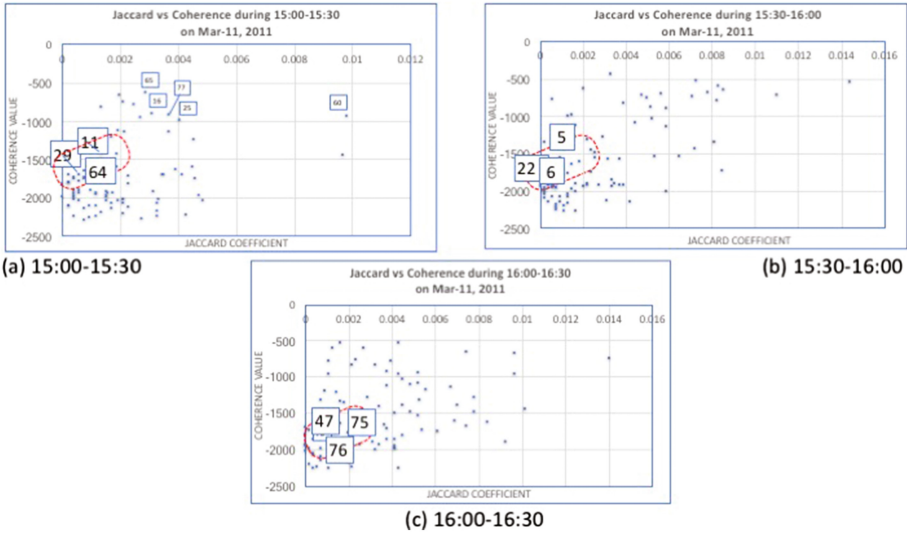 Jaccard vs Coherence during 15:00-15:30
on Mar-11, 2011
0
0 0.002 0.004 0.006 0.008 0.01 0.012
-500
-1000
-1500
-2000
-2500
COHERENCE VALUE
65
77
16
25
60
11
29
64
JACCARD COEFFICIENT
(a) 15:00-15:30
Jaccard vs Coherence during 15:30-16:00
on Mar-11, 2011
0
0 0.002 0.004 0.006 0.008 0.01 0.012 0.014 0.016
-500
-1000
-1500
-2000
-2500
COHERENCE VALUE
5
22
6
JACCARD COEFFICIENT
(b) 15:30-16:00
Jaccard vs Coherence during 16:00-16:30
on Mar-11, 2011
0
0 0.002 0.004 0.006 0.008 0.01 0.012 0.014 0.016
-500
-1000
-1500
-2000
-2500
COHERENCE VALUE
47
75
76
JACCARD COEFFICIENT
(c) 16:00-16:30